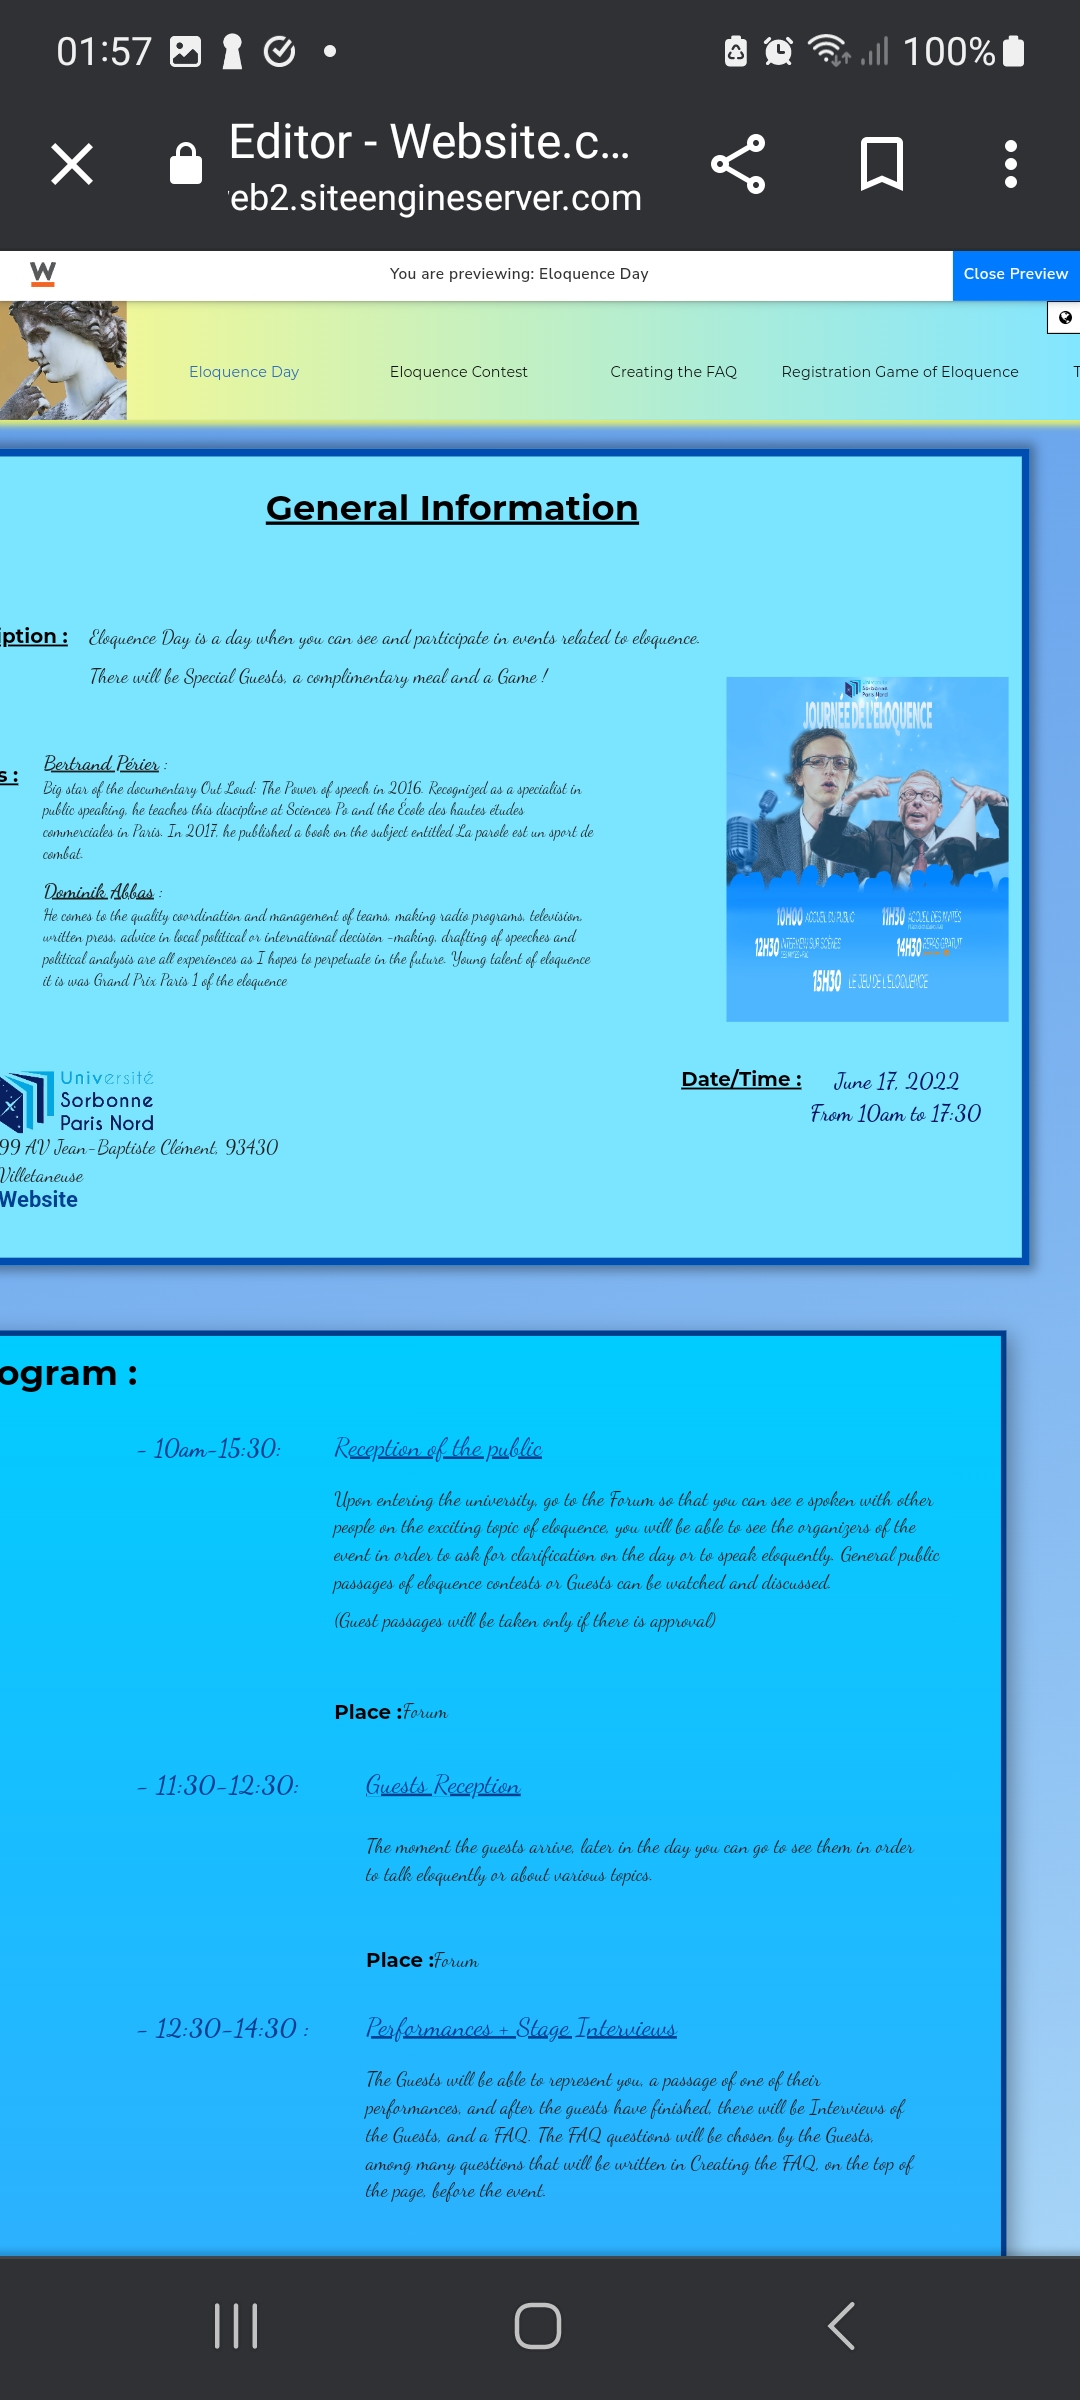 01:57
100%
Editor - Website.c...
eb2.siteengineserver.com
W
You are previewing: Eloquence Day
Close Preview
Eloquence Day
Eloquence Contest
Creating the FAQ
Registration Game of Eloquence
T
General Information
iption :
Eloquence Day is a day when you can see and participate in events related to eloquence.
There will be Special Guests, a complimentary meal and a Game !
s :
Bertrand Périer :
Big star of the documentary Out Loud: The Power of speech in 2016. Recognized as a specialist in
public speaking, he teaches this discipline at Sciences Po and the École des hautes études
commerciales in Paris. In 2017, he published a book on the subject entitled La parole est un sport de
combat.
Dominik Abbas :
He comes to the quality coordination and management of teams, making radio programs, television,
written press, advice in local political or international decision -making, drafting of speeches and
political analysis are all experiences as I hopes to perpetuate in the future. Young talent of eloquence
it is was Grand Prix Paris 1 of the eloquence
Sorbonne
Paris Nord
JOURNÉE DE L'ÉLOQUENCE
10H00 ACCUEIL DU PUBLIC
11H30 ACCUEIL DES INVITÉS
12H30 INTERVIEWS SUR SCÈNES
14H30 REPAS GRATUIT
15H30 LE JEU DE L'ELOQUENCE
Université
Sorbonne
Paris Nord
99 AV Jean-Baptiste Clément, 93430
Villetaneuse
Website
Date/Time :
June 17, 2022
From 10am to 17:30
ogram :
- 10am-15:30:
Reception of the public
Upon entering the university, go to the Forum so that you can see e spoken with other
people on the exciting topic of eloquence, you will be able to see the organizers of the
event in order to ask for clarification on the day or to speak eloquently. General public
passages of eloquence contests or Guests can be watched and discussed.
(Guest passages will be taken only if there is approval)
Place :Forum
- 11:30-12:30:
Guests Reception
The moment the guests arrive, later in the day you can go to see them in order
to talk eloquently or about various topics.
Place :Forum
- 12:30-14:30 :
Performances + Stage Interviews
The Guests will be able to represent you, a passage of one of their
performances, and after the guests have finished, there will be Interviews of
the Guests, and a FAQ. The FAQ questions will be chosen by the Guests,
among many questions that will be written in Creating the FAQ, on the top of
the page, before the event.